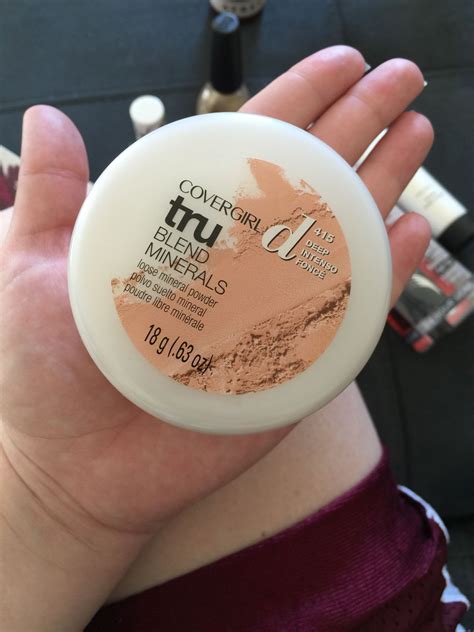 COVERGIRL
tru
BLEND
MINERALS
loose mineral powder
polvo suelto mineral
poudre libre minérale
18 g (.63 oz)
d
415
DEEP
INTENSO
FONCÉ